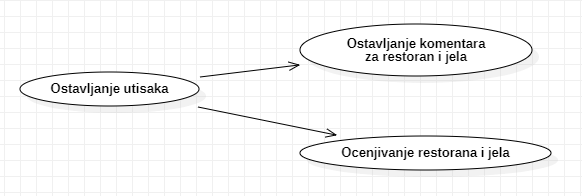 Ostavljanje komentara
za restoran i jela
Ostavljanje utisaka
Ocenjivanje restorana i jela